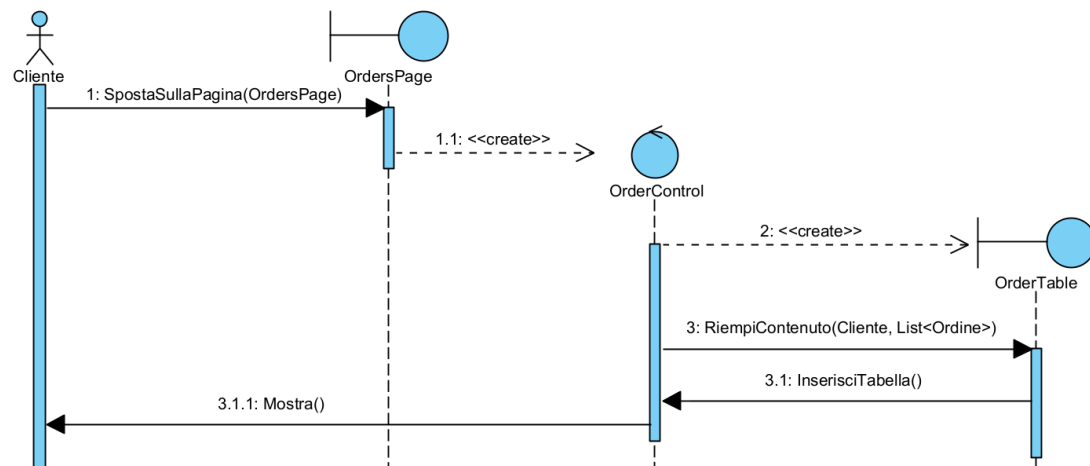 Cliente
OrdersPage
1: SpostaSullaPagina(OrdersPage)
1.1: <<create>>
OrderControl
2: <<create>>
OrderTable
3: RiempiContenuto(Cliente, List<Ordine>)
3.1: InserisciTabella()
3.1.1: Mostra()